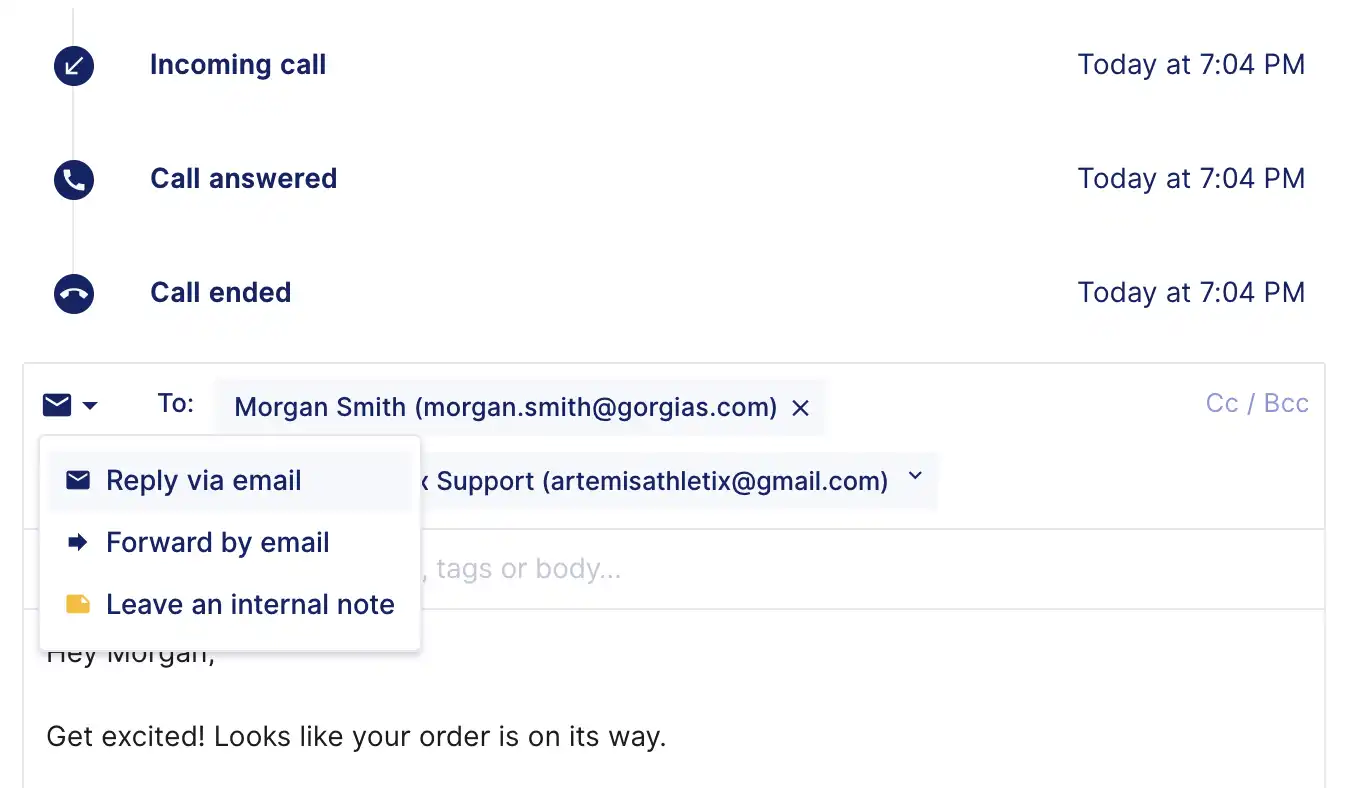 Incoming call Today at 7:04 PM
Call answered Today at 7:04 PM
Call ended Today at 7:04 PM
To: Morgan Smith (morgan.smith@gorgias.com) Cc / Bcc
Reply via email
Support (artemisathletix@gmail.com)
Forward by email
, tags or body...
Leave an internal note
Hey Morgan,
Get excited! Looks like your order is on its way.